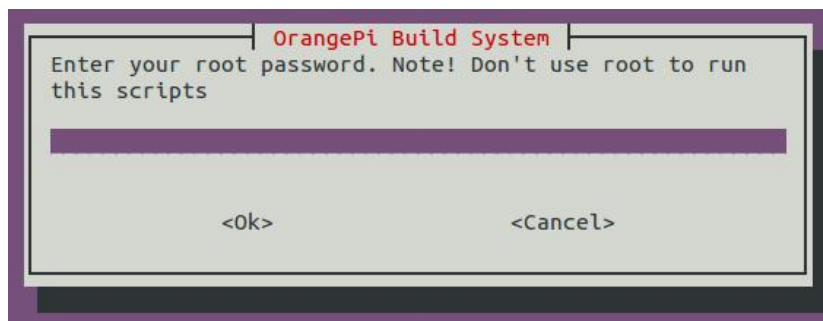 OrangePi Build System
Enter your root password. Note! Don't use root to run
this scripts
<Ok> <Cancel>